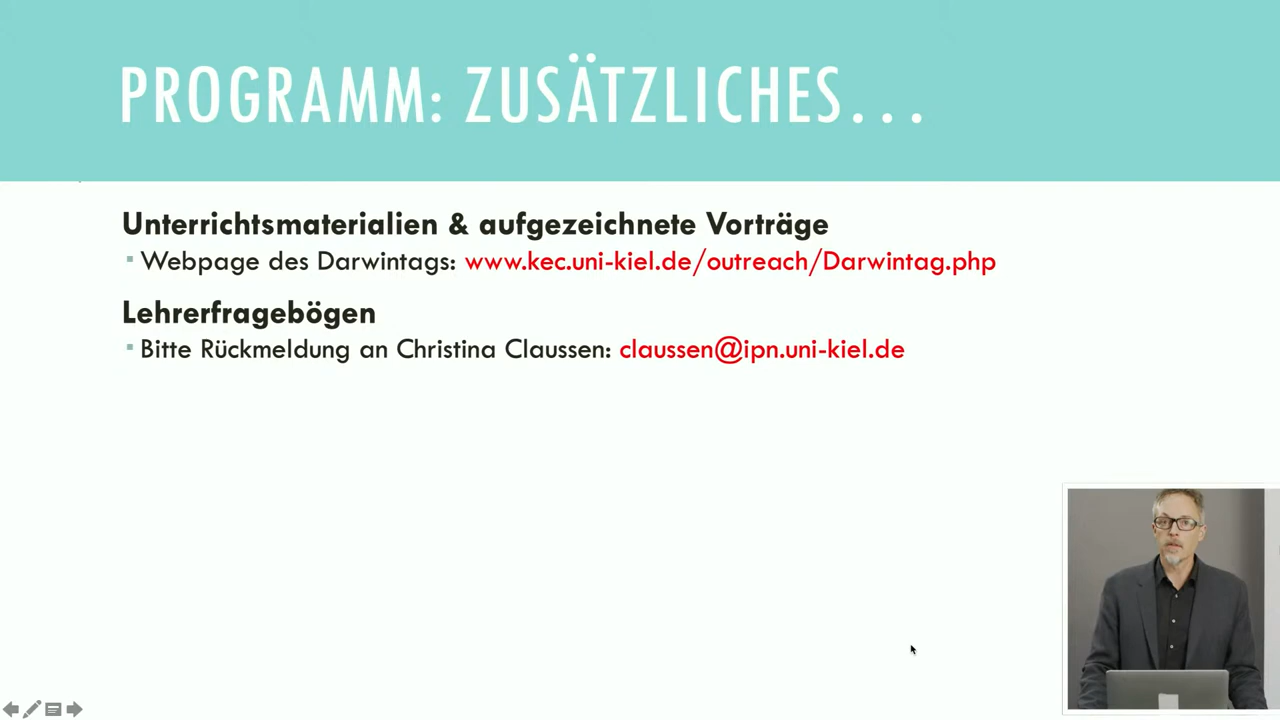 PROGRAMM: ZUSÄTZLICHES...
Unterrichtsmaterialien & aufgezeichnete Vorträge
Webpage des Darwintags: www.kec.uni-kiel.de/outreach/Darwintag.php
Lehrerfragebögen
Bitte Rückmeldung an Christina Claussen: claussen@ipn.uni-kiel.de